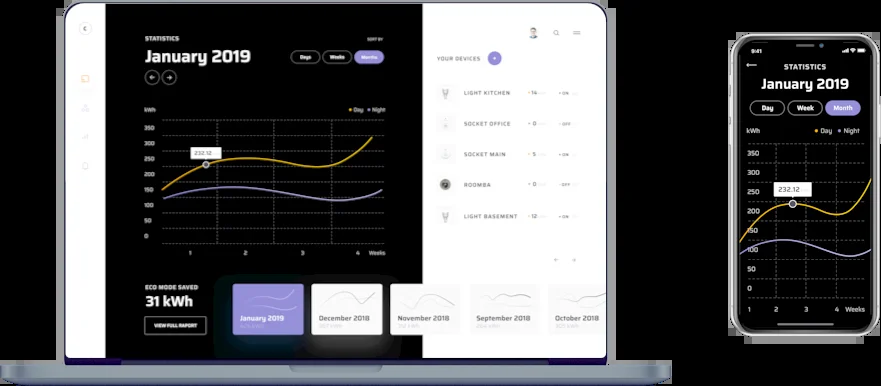 STATISTICS
SORT BY
January 2019
Days
Weeks
Months
kWh
Day
Night
350
300
250
200
150
100
50
0
232.12
1
2
3
4
Weeks
ECO MODE SAVED
31 kWh
VIEW FULL RAPORT
January 2019
December 2018
November 2018
September 2018
October 2018
YOUR DEVICES
LIGHT KITCHEN
14
ON
SOCKET OFFICE
0
OFF
SOCKET MAIN
5
ON
ROOMBA
0
OFF
LIGHT BASEMENT
12
ON
9:41
STATISTICS
January 2019
Day
Week
Month
kWh
Day
Night
350
300
250
200
150
100
50
0
232.12
1
2
3
4
Weeks